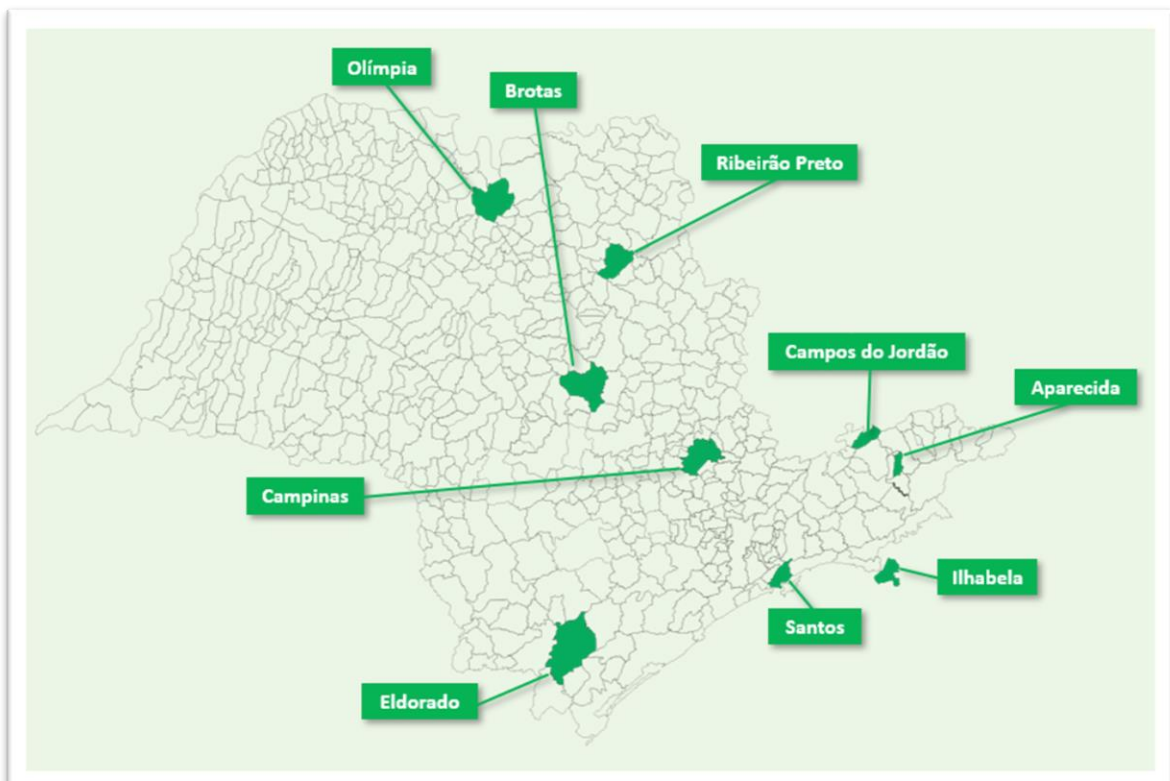 Olímpia
Brotas
Ribeirão Preto
Campos do Jordão
Aparecida
Campinas
Ilhabela
Santos
Eldorado